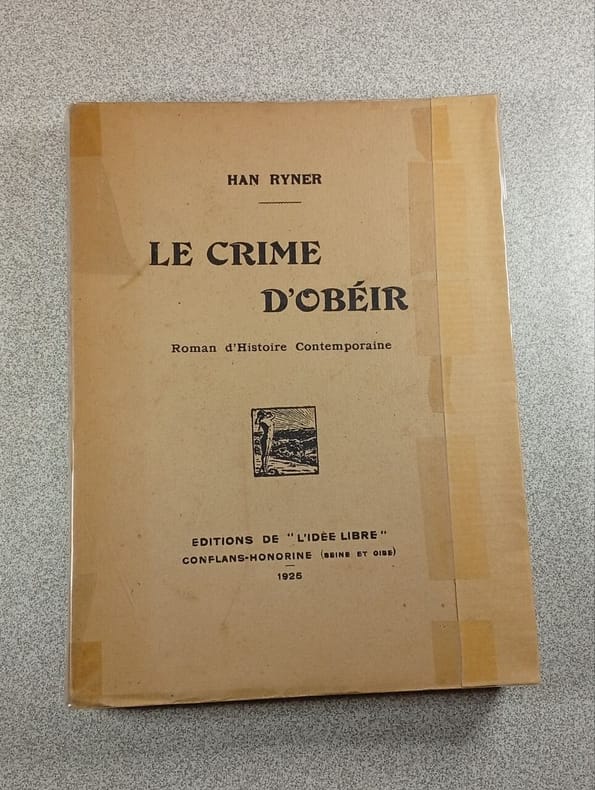 HAN RYNER
LE CRIME
D'OBÉIR
Roman d'Histoire Contemporaine
EDITIONS DE "L'IDÉE LIBRE"
CONFLANS-HONORINE (SEINE ET OISE)
1925